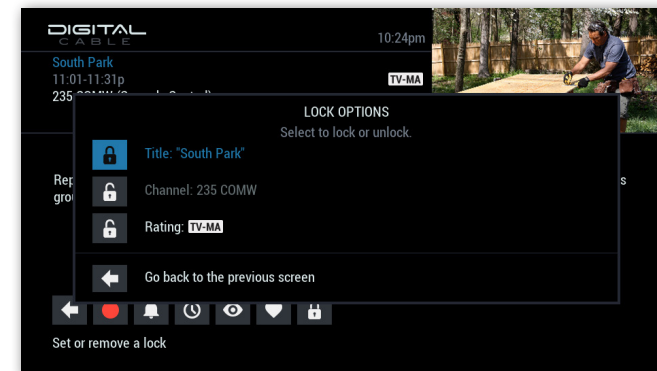 DIGITAL
CABLE
10:24pm
South Park
11:01-11:31p
TV-MA
235
LOCK OPTIONS
Select to lock or unlock.
Title: "South Park"
Channel: 235 COMW
Rating: TV-MA
Go back to the previous screen
Set or remove a lock